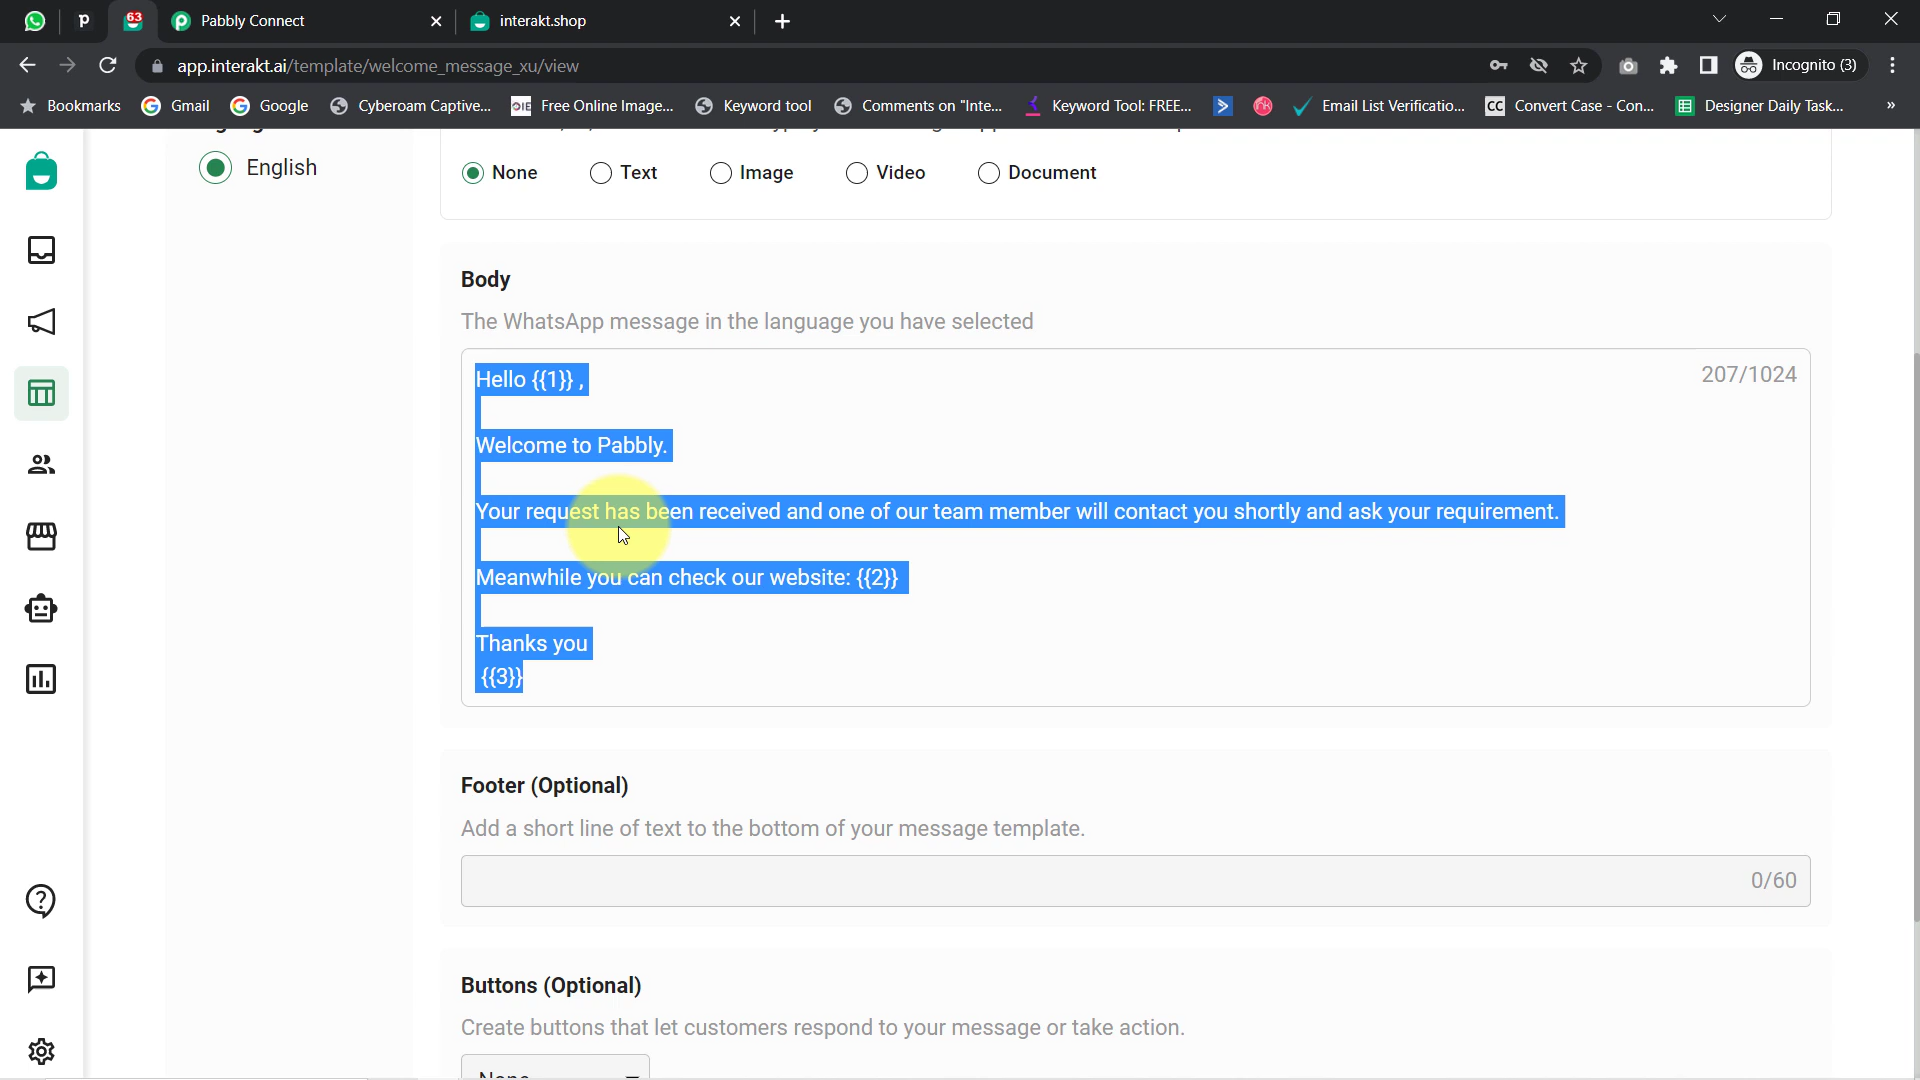 63
Pabbly Connect
interakt.shop
app.interakt.ai/template/welcome_message_xu/view
Incognito (3)
Bookmarks
Gmail
Google
Cyberoam Captive...
Free Online Image...
Keyword tool
Comments on "Inte...
Keyword Tool: FREE...
Email List Verificatio...
CC Convert Case - Con...
Designer Daily Task...
»
English
None
Text
Image
Video
Document
Body
The WhatsApp message in the language you have selected
207/1024
Hello {{1}} ,
Welcome to Pabbly.
Your request has been received and one of our team member will contact you shortly and ask your requirement.
Meanwhile you can check our website: {{2}}
Thanks you
{{3}}
Footer (Optional)
Add a short line of text to the bottom of your message template.
0/60
Buttons (Optional)
Create buttons that let customers respond to your message or take action.
None